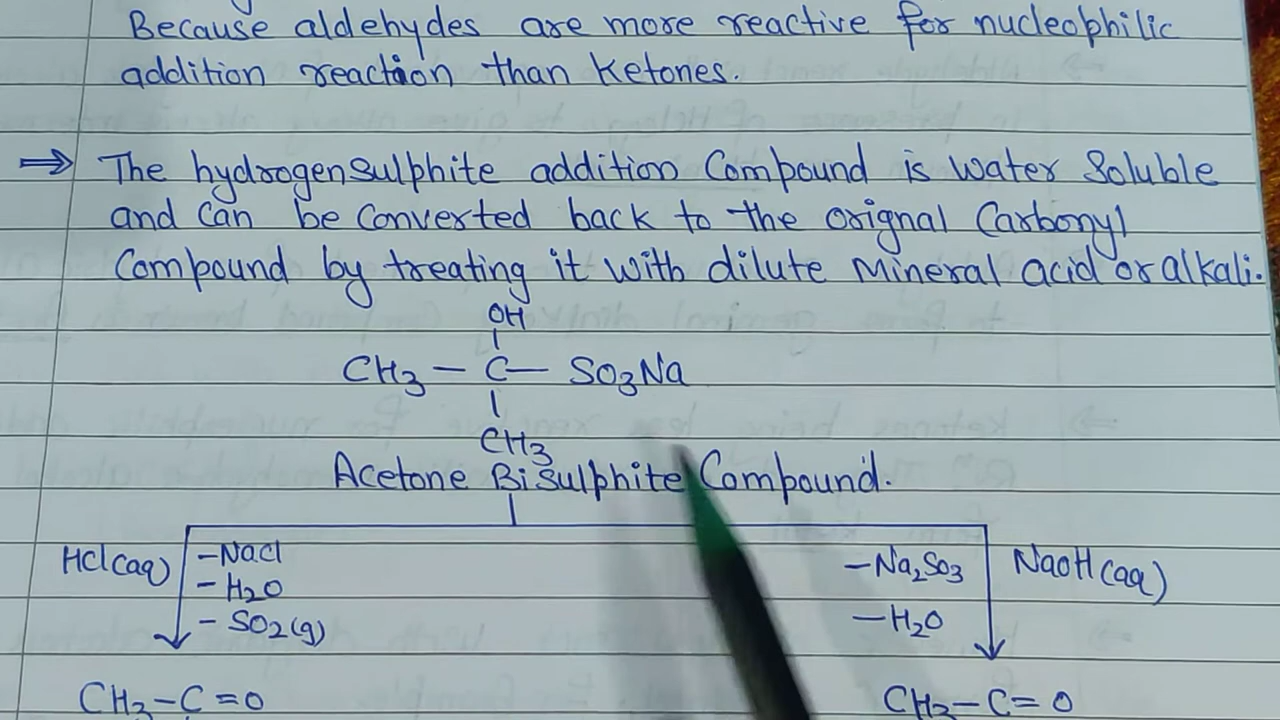 Because aldehydes are more reactive for nucleophilic
addition reaction than Ketones.
⇒ The hydrogensulphite addition Compound is Water Soluble
and Can be Converted back to the orignal Carbonyl
Compound by treating it with dilute Mineral acid or alkali.
OH
CH3 — C — SO3Na
CH3
Acetone Bisulphite Compound.
HCl(aq) -NaCl
-H2O
- SO2(g)
-Na2SO3 NaOH(aq)
-H2O
CH3-C=O
CH3-C=O